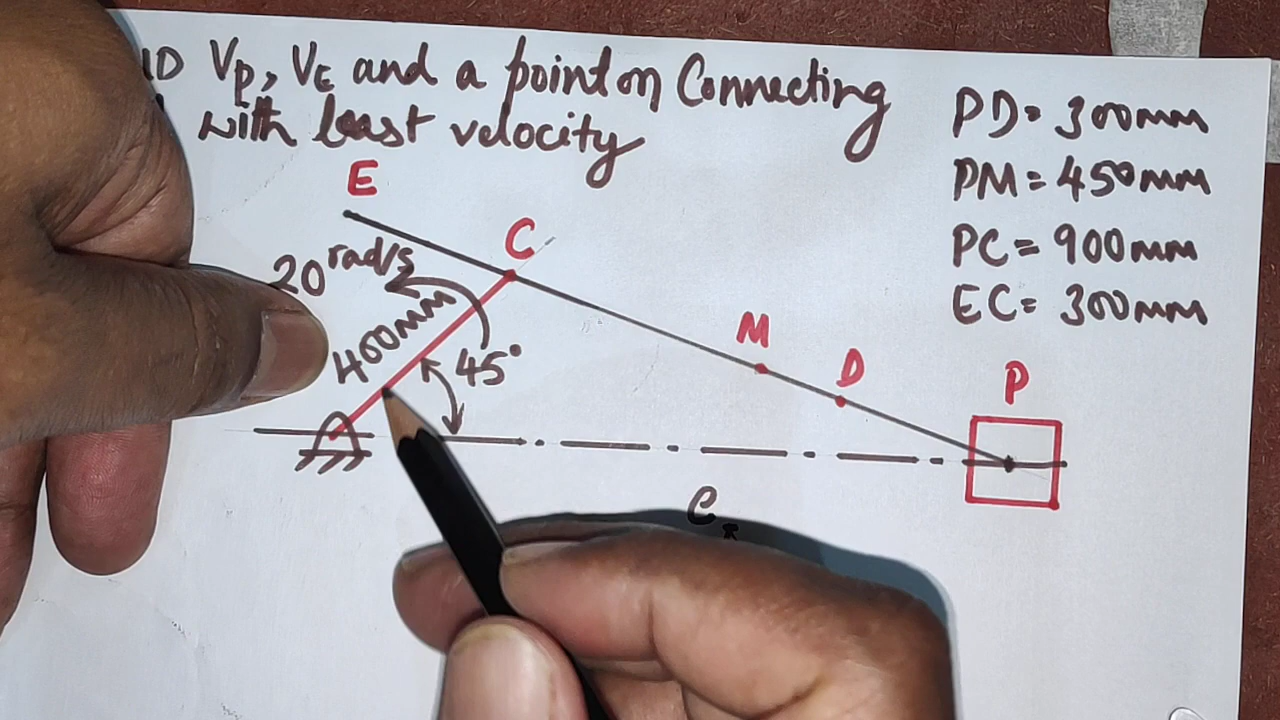 ID Vp, VE and a point on Connecting
with least velocity
PD = 300mm
PM = 450mm
PC = 900mm
EC = 300mm
E
C
20 rad/s
400mm
45°
M
D
P
C